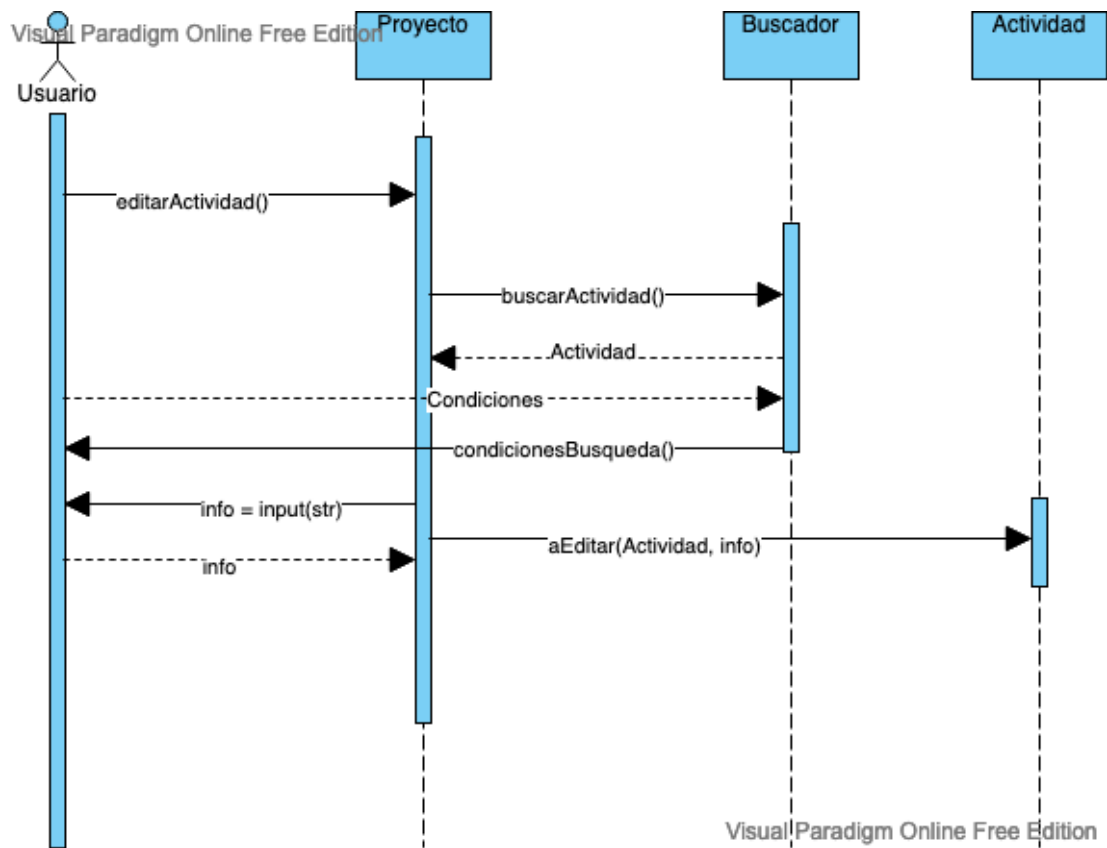 Visual Paradigm Online Free Edition
Proyecto
Buscador
Actividad
Usuario
editarActividad()
buscarActividad()
Actividad
Condiciones
condicionesBusqueda()
info = input(str)
aEditar(Actividad, info)
info
Visual Paradigm Online Free Edition